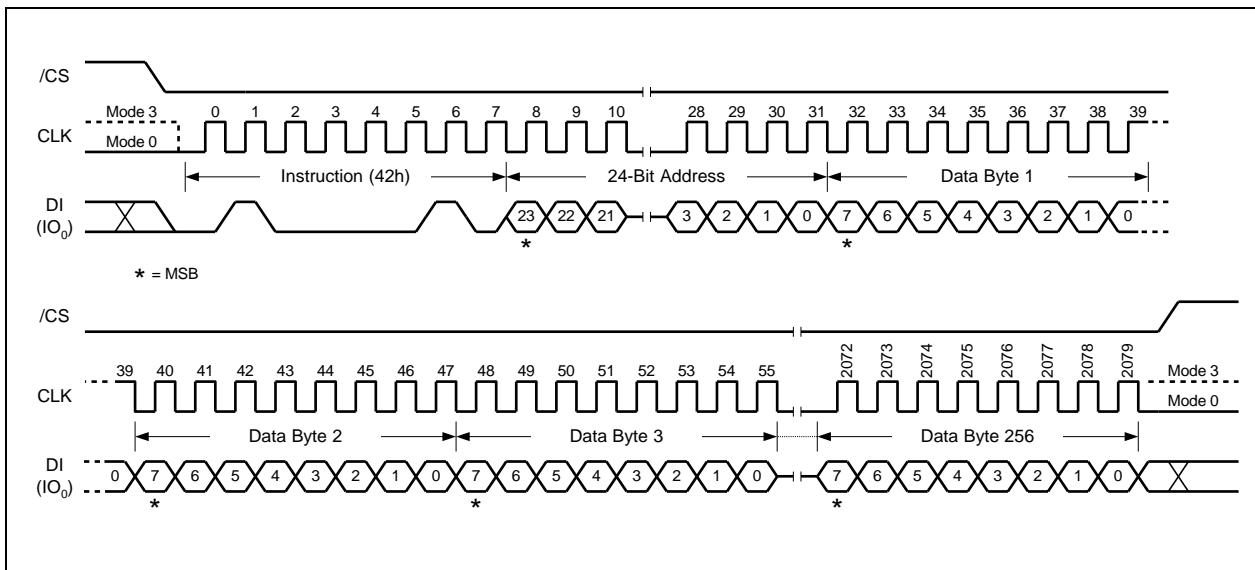 /CS
Mode 3 0 1 2 3 4 5 6 7 8 9 10 28 29 30 31 32 33 34 35 36 37 38 39
CLK
Mode 0
Instruction (42h) 24-Bit Address Data Byte 1
DI
(IO0) 23 22 21 3 2 1 0 7 6 5 4 3 2 1 0
* *
* = MSB
/CS
39 40 41 42 43 44 45 46 47 48 49 50 51 52 53 54 55 2072 2073 2074 2075 2076 2077 2078 2079 Mode 3
CLK
Mode 0
Data Byte 2 Data Byte 3 Data Byte 256
DI
(IO0) 0 7 6 5 4 3 2 1 0 7 6 5 4 3 2 1 0 7 6 5 4 3 2 1 0
* * *